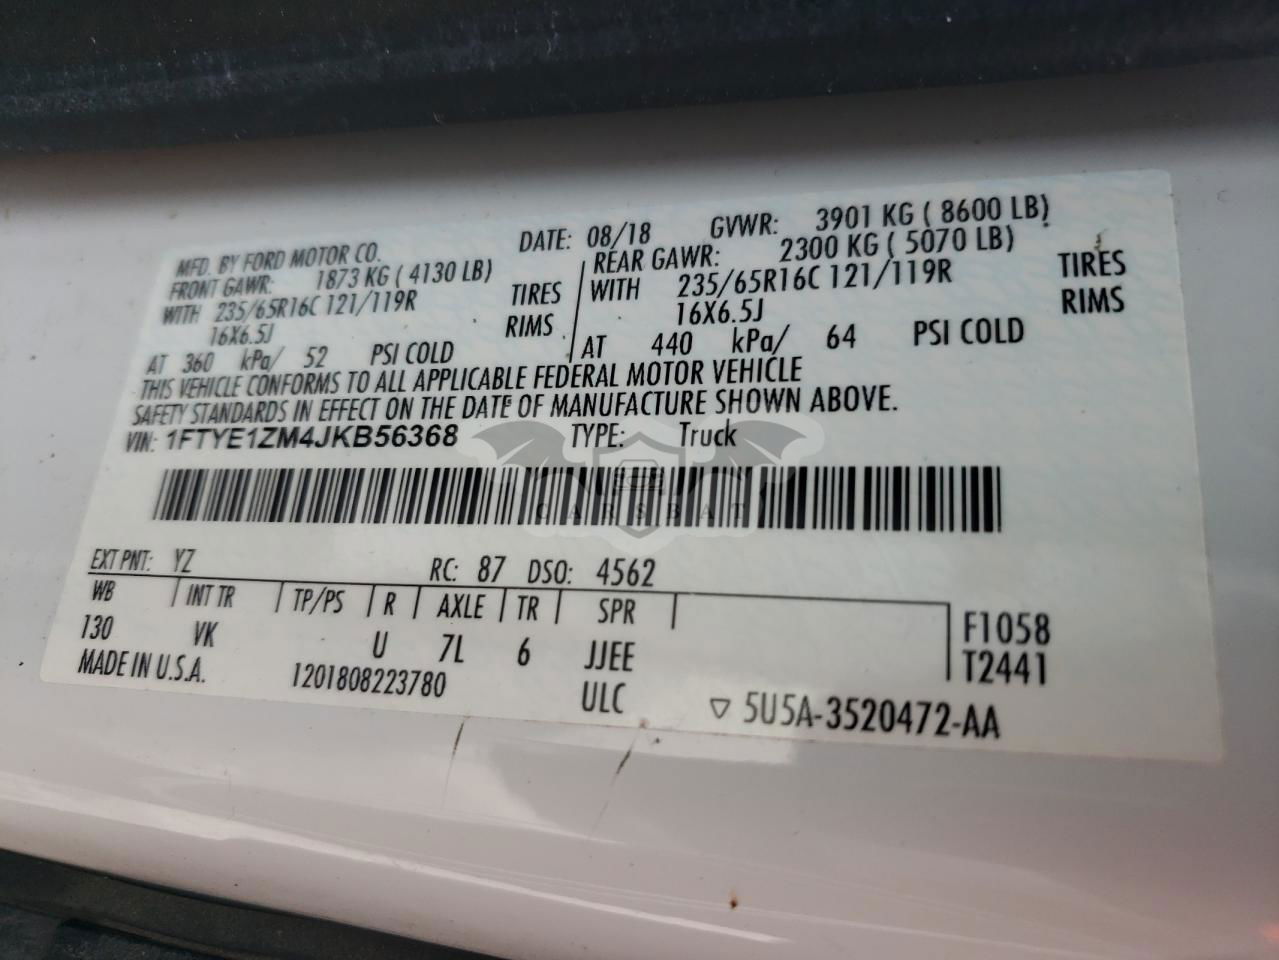 MFD. BY FORD MOTOR CO. DATE: 08/18 GVWR: 3901 KG ( 8600 LB)
FRONT GAWR: 1873 KG ( 4130 LB) REAR GAWR: 2300 KG ( 5070 LB)
WITH 235/65R16C 121/119R TIRES WITH 235/65R16C 121/119R TIRES
16X6.5J RIMS 16X6.5J RIMS
AT 360 kPa/ 52 PSI COLD AT 440 kPa/ 64 PSI COLD
THIS VEHICLE CONFORMS TO ALL APPLICABLE FEDERAL MOTOR VEHICLE
SAFETY STANDARDS IN EFFECT ON THE DATE OF MANUFACTURE SHOWN ABOVE.
VIN: 1FTYE1ZM4JKB56368 TYPE: Truck
CARSBAT
EXT PNT: YZ RC: 87 DSO: 4562
WB INT TR TP/PS R AXLE TR SPR F1058
130 VK U 7L 6 JJEE T2441
MADE IN U.S.A. 1201808223780 ULC ▽ 5U5A-3520472-AA